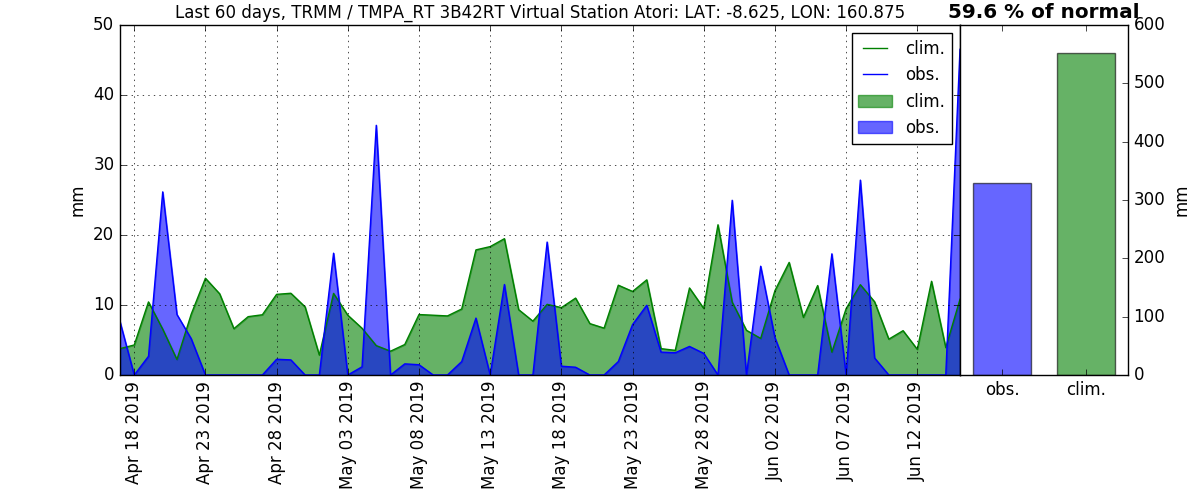 Last 60 days, TRMM / TMPA_RT 3B42RT Virtual Station Atori: LAT: -8.625, LON: 160.875
59.6 % of normal
50
40
30
20
10
0
mm
clim.
obs.
clim.
obs.
600
500
400
300
200
100
0
mm
Apr 18 2019
Apr 23 2019
Apr 28 2019
May 03 2019
May 08 2019
May 13 2019
May 18 2019
May 23 2019
May 28 2019
Jun 02 2019
Jun 07 2019
Jun 12 2019
obs.
clim.